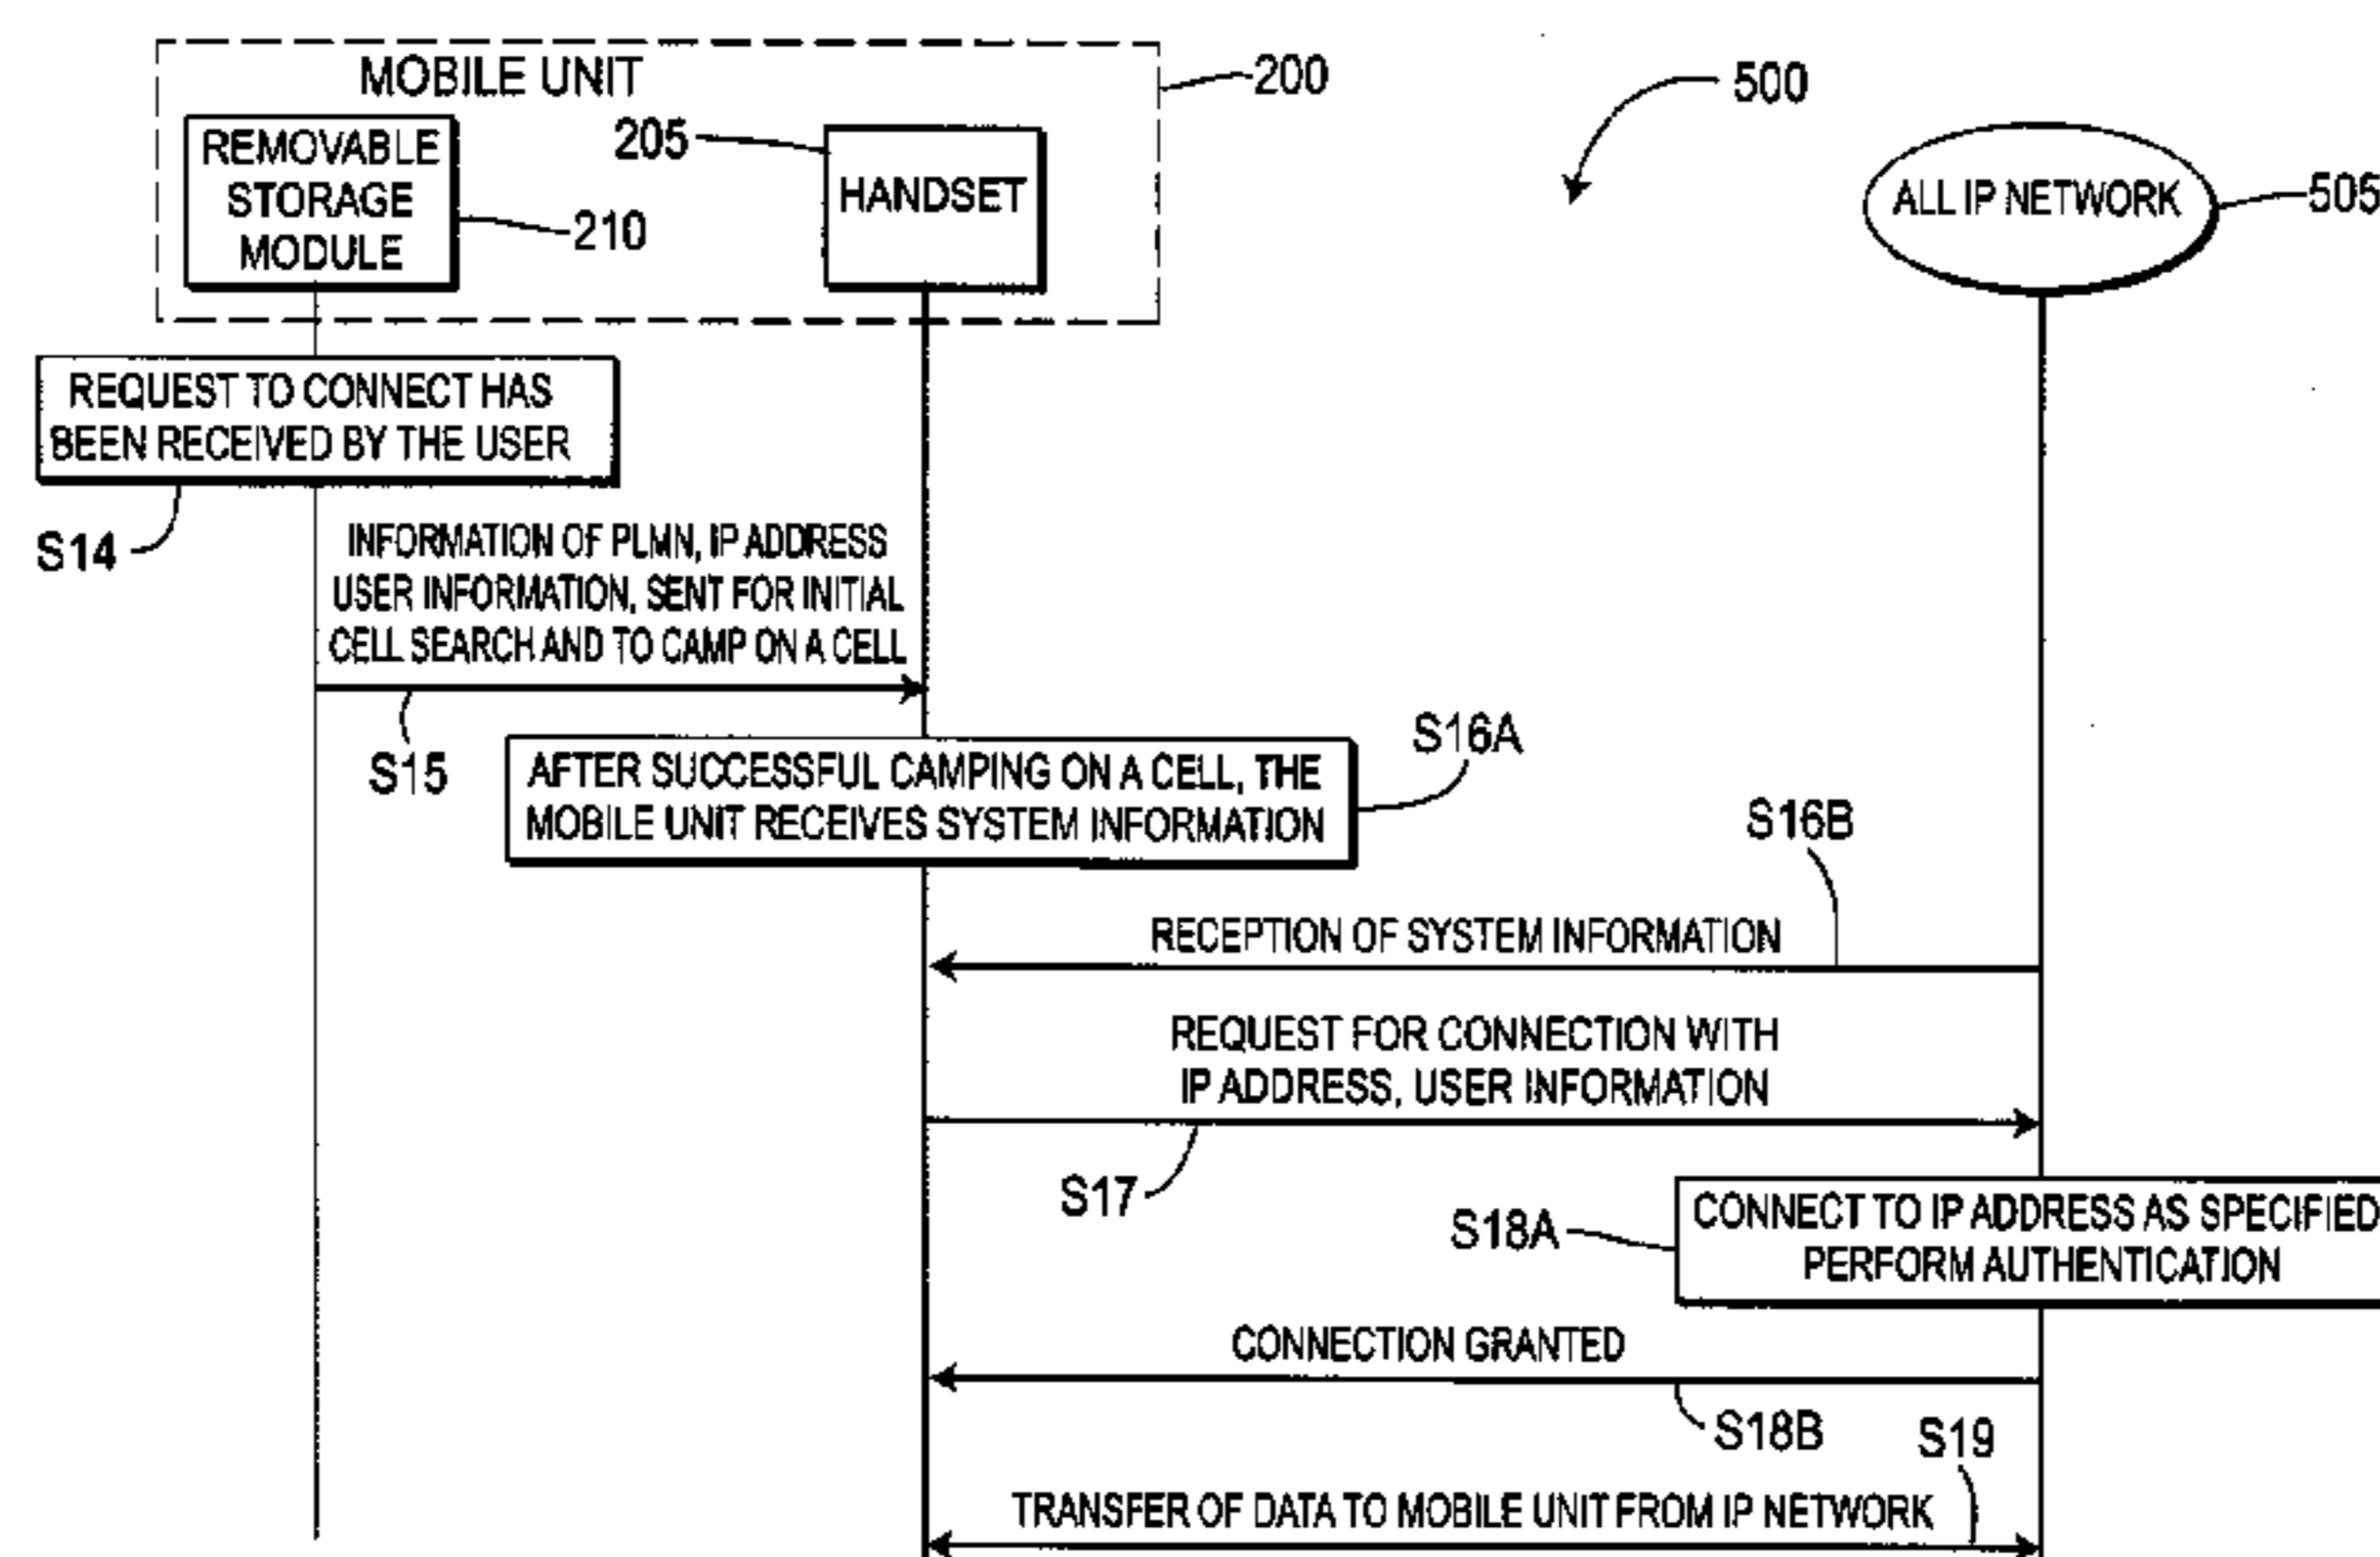 MOBILE UNIT
200
500
REMOVABLE
STORAGE
MODULE
210
205
HANDSET
ALL IP NETWORK
505
REQUEST TO CONNECT HAS
BEEN RECEIVED BY THE USER
S14
INFORMATION OF PLMN, IP ADDRESS
USER INFORMATION, SENT FOR INITIAL
CELL SEARCH AND TO CAMP ON A CELL
S15
AFTER SUCCESSFUL CAMPING ON A CELL, THE
MOBILE UNIT RECEIVES SYSTEM INFORMATION
S16A
S16B
RECEPTION OF SYSTEM INFORMATION
REQUEST FOR CONNECTION WITH
IP ADDRESS, USER INFORMATION
S17
S18A
CONNECT TO IP ADDRESS AS SPECIFIED
PERFORM AUTHENTICATION
CONNECTION GRANTED
S18B
S19
TRANSFER OF DATA TO MOBILE UNIT FROM IP NETWORK